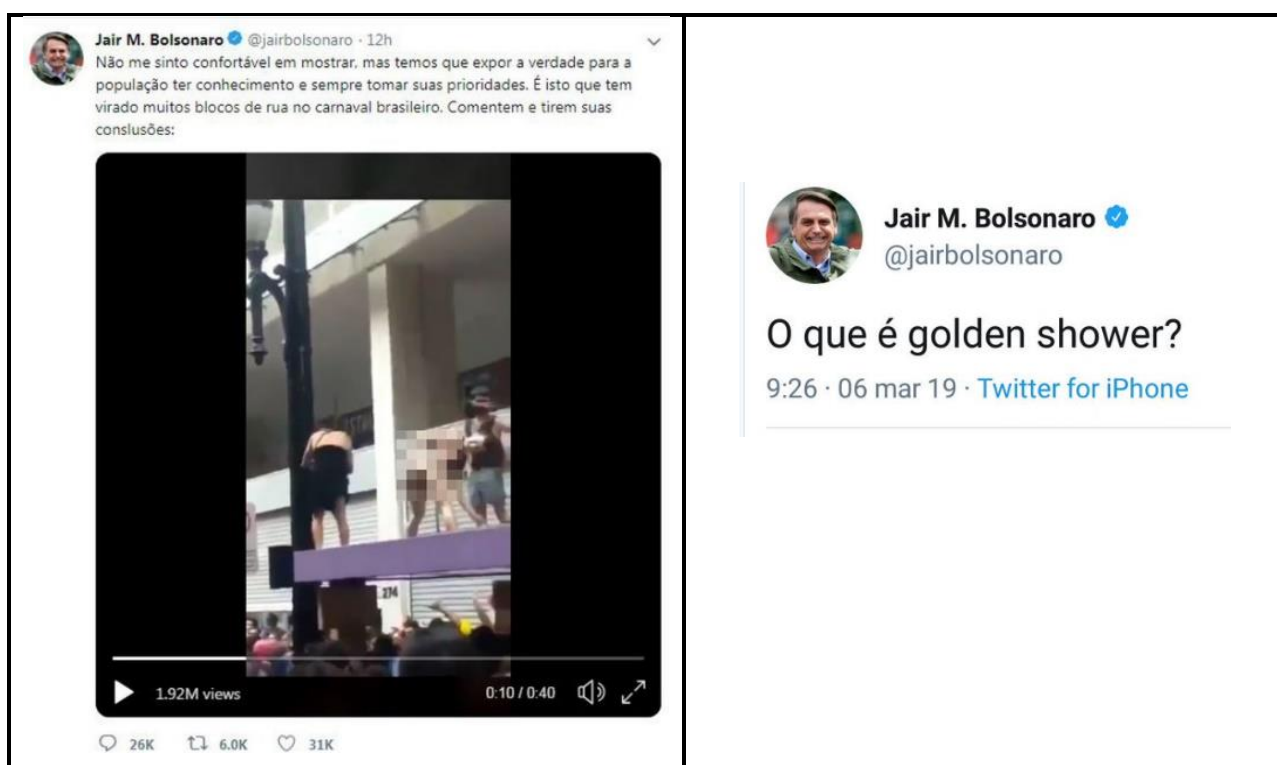 Jair M. Bolsonaro @jairbolsonaro · 12h
Não me sinto confortável em mostrar, mas temos que expor a verdade para a
população ter conhecimento e sempre tomar suas prioridades. É isto que tem
virado muitos blocos de rua no carnaval brasileiro. Comentem e tirem suas
conslusões:
274
1.92M views
0:10 / 0:40
26K 6.0K 31K
Jair M. Bolsonaro
@jairbolsonaro
O que é golden shower?
9:26 · 06 mar 19 · Twitter for iPhone